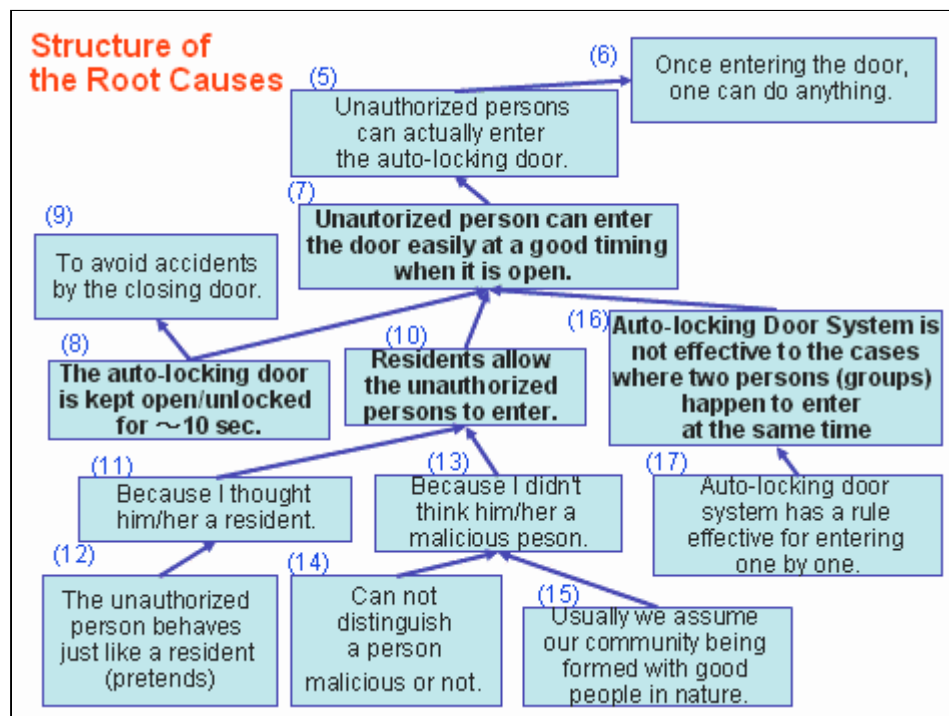 Structure of
the Root Causes
(5)
Unauthorized persons
can actually enter
the auto-locking door.
(6)
Once entering the door,
one can do anything.
(7)
Unautorized person can enter
the door easily at a good timing
when it is open.
(9)
To avoid accidents
by the closing door.
(8)
The auto-locking door
is kept open/unlocked
for ～10 sec.
(10)
Residents allow
the unauthorized
persons to enter.
(16)
Auto-locking Door System is
not effective to the cases
where two persons (groups)
happen to enter
at the same time
(11)
Because I thought
him/her a resident.
(13)
Because I didn't
think him/her a
malicious peson.
(17)
Auto-locking door
system has a rule
effective for entering
one by one.
(12)
The unauthorized
person behaves
just like a resident
(pretends)
(14)
Can not
distinguish
a person
malicious or not.
(15)
Usually we assume
our community being
formed with good
people in nature.